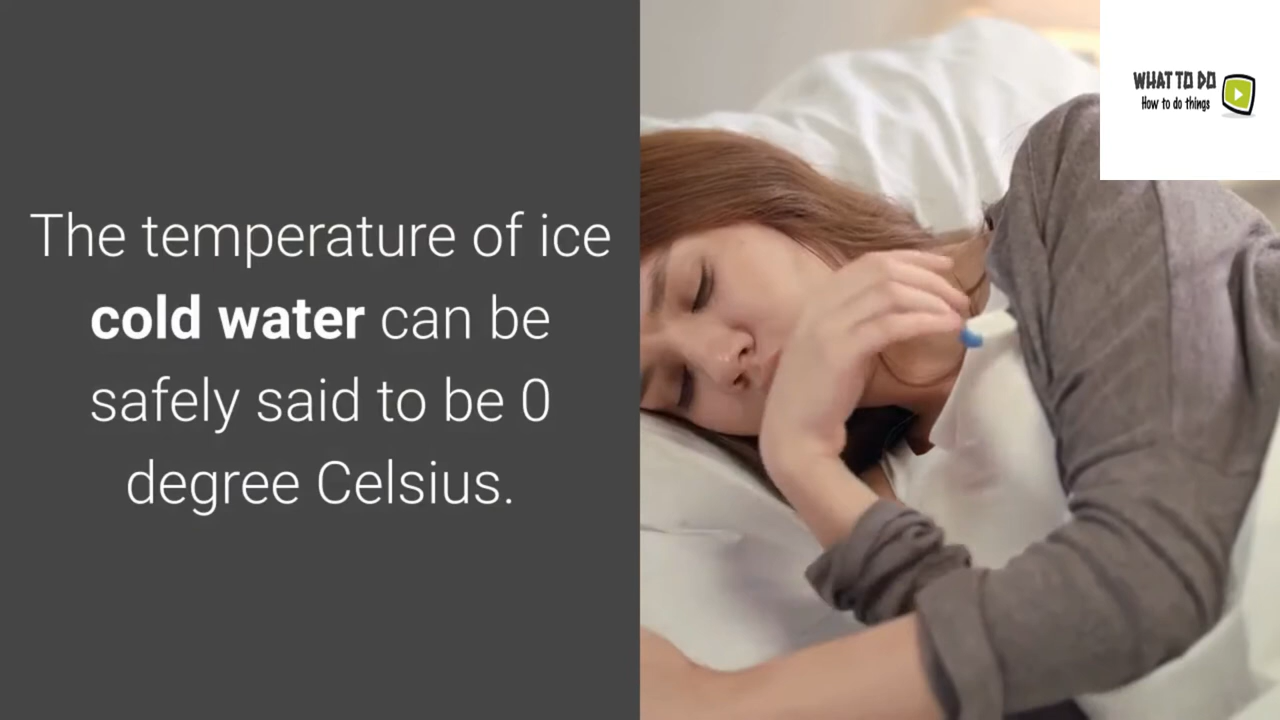 The temperature of ice
cold water can be
safely said to be 0
degree Celsius.
WHAT TO DO
How to do things